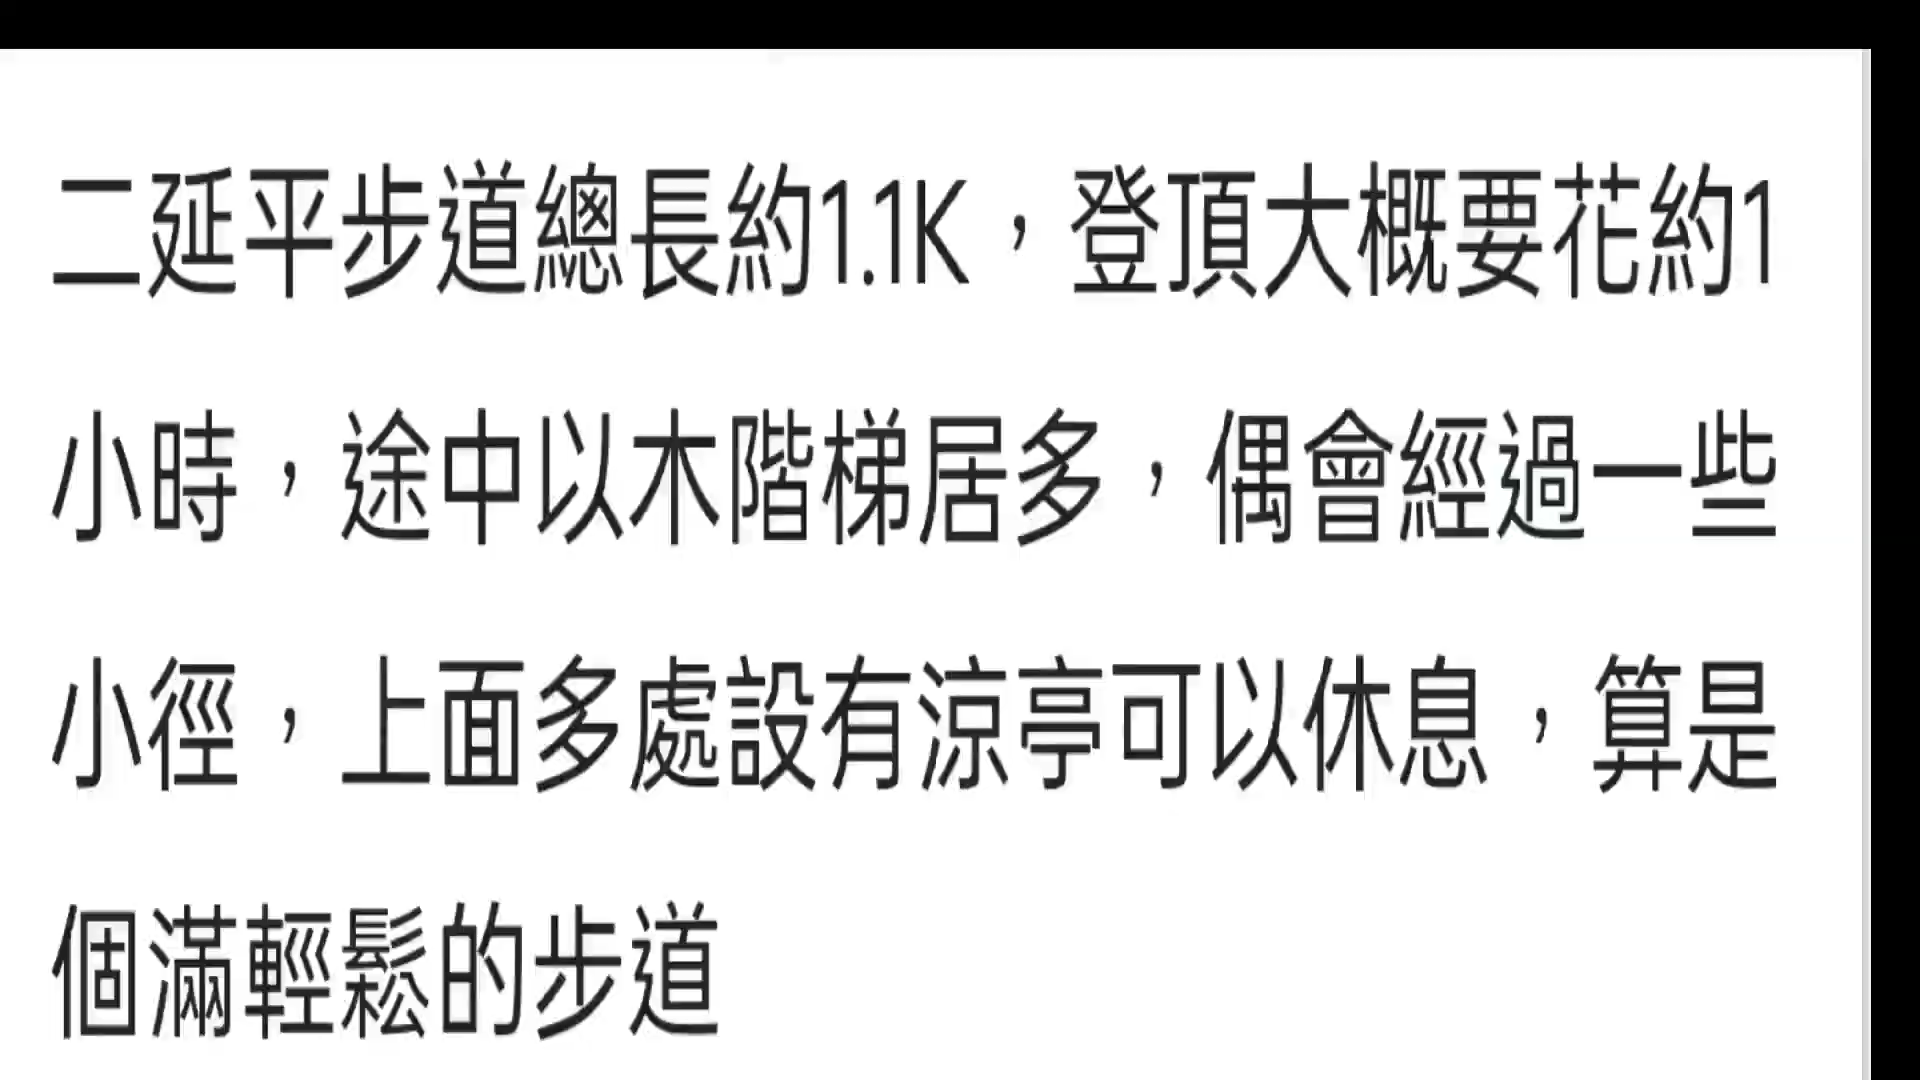 二延平步道總長約1.1K，登頂大概要花約1
小時，途中以木階梯居多，偶會經過一些
小徑，上面多處設有涼亭可以休息，算是
個滿輕鬆的步道